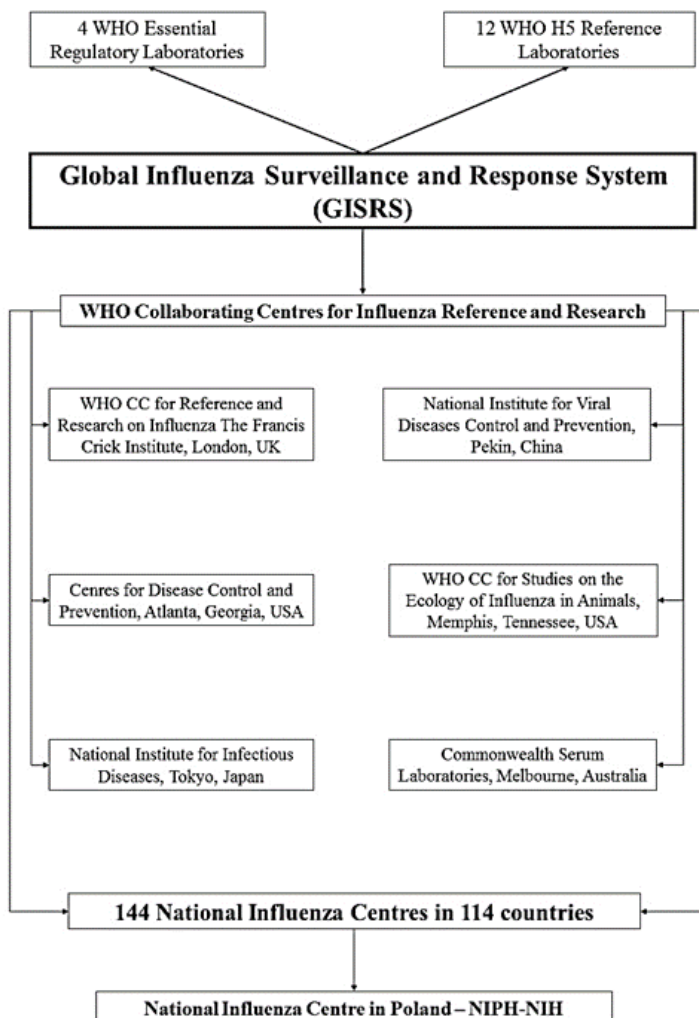 4 WHO Essential
Regulatory Laboratories
12 WHO H5 Reference
Laboratories
Global Influenza Surveillance and Response System
(GISRS)
WHO Collaborating Centres for Influenza Reference and Research
WHO CC for Reference and
Research on Influenza The Francis
Crick Institute, London, UK
National Institute for Viral
Diseases Control and Prevention,
Pekin, China
Cenres for Disease Control and
Prevention, Atlanta, Georgia, USA
WHO CC for Studies on the
Ecology of Influenza in Animals,
Memphis, Tennessee, USA
National Institute for Infectious
Diseases, Tokyo, Japan
Commonwealth Serum
Laboratories, Melbourne, Australia
144 National Influenza Centres in 114 countries
National Influenza Centre in Poland – NIPH-NIH